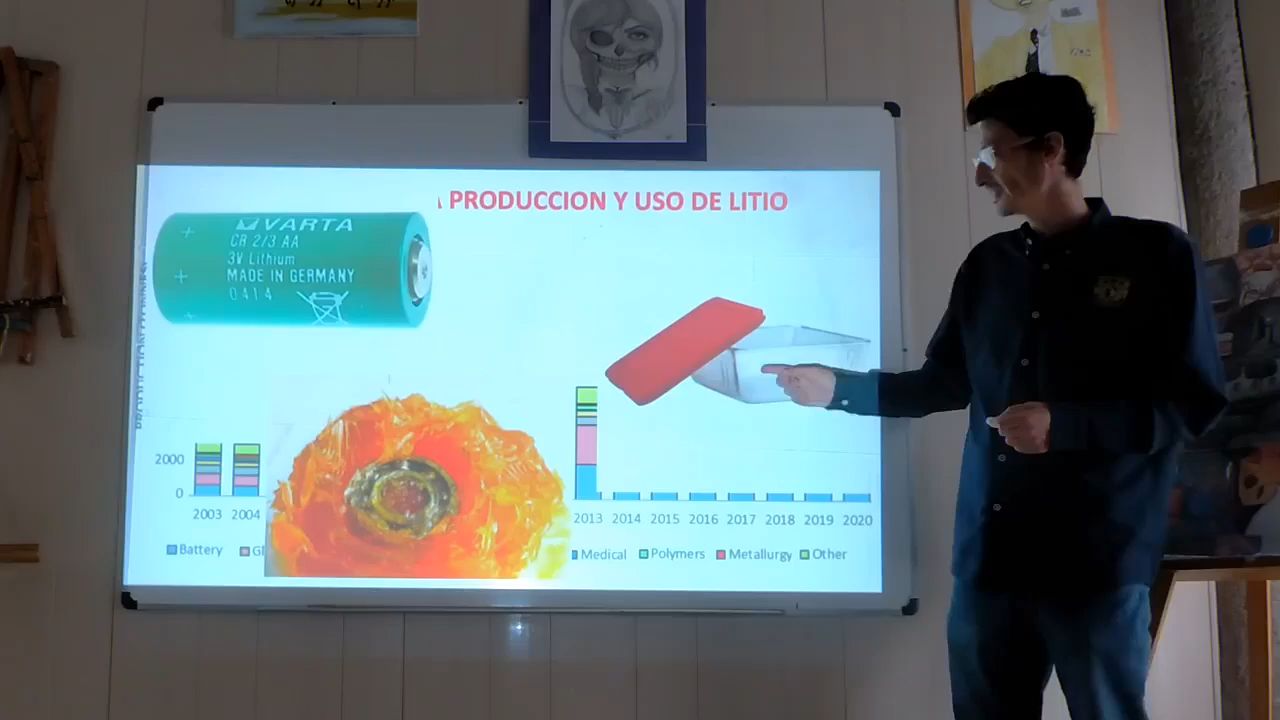 PRODUCCION Y USO DE LITIO
VARTA
CR 2/3 AA
3V Lithium
MADE IN GERMANY
0414
2000
0
2003 2004 2013 2014 2015 2016 2017 2018 2019 2020
Battery Medical Polymers Metallurgy Other